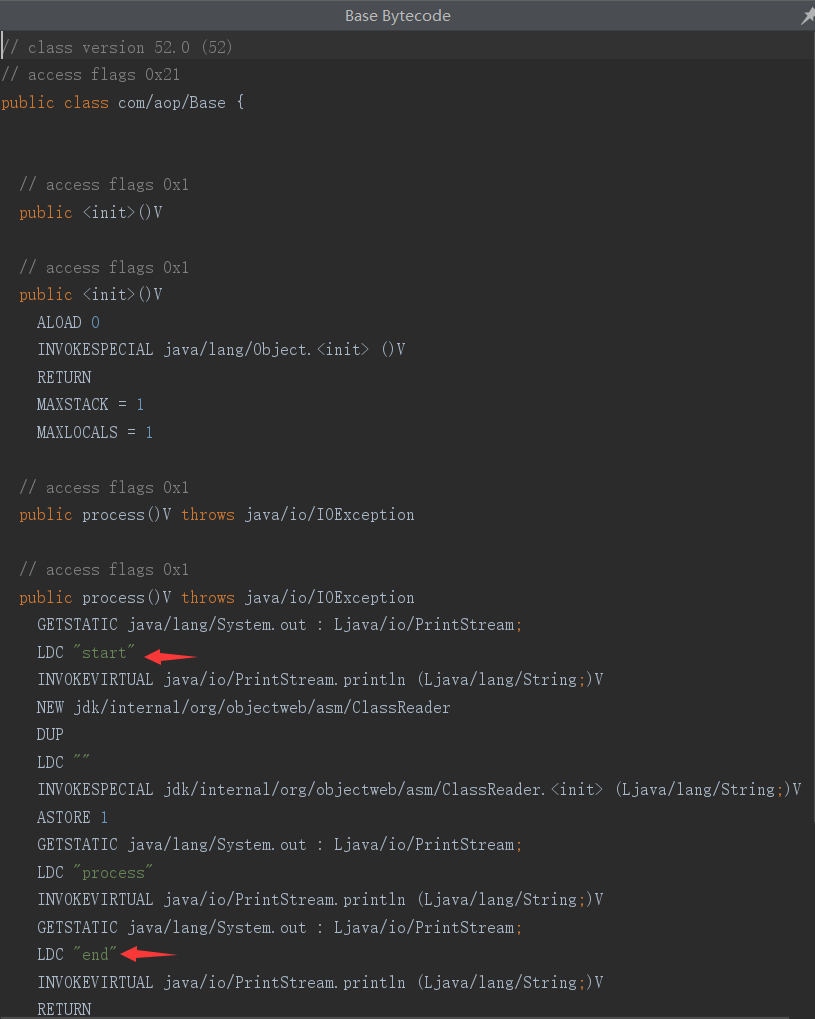 Base Bytecode
// class version 52.0 (52)
// access flags 0x21
public class com/aop/Base {
// access flags 0x1
public <init>()V
// access flags 0x1
public <init>()V
ALOAD 0
INVOKESPECIAL java/lang/Object.<init> ()V
RETURN
MAXSTACK = 1
MAXLOCALS = 1
// access flags 0x1
public process()V throws java/io/IOException
// access flags 0x1
public process()V throws java/io/IOException
GETSTATIC java/lang/System.out : Ljava/io/PrintStream;
LDC "start"
INVOKEVIRTUAL java/io/PrintStream.println (Ljava/lang/String;)V
NEW jdk/internal/org/objectweb/asm/ClassReader
DUP
LDC ""
INVOKESPECIAL jdk/internal/org/objectweb/asm/ClassReader.<init> (Ljava/lang/String;)V
ASTORE 1
GETSTATIC java/lang/System.out : Ljava/io/PrintStream;
LDC "process"
INVOKEVIRTUAL java/io/PrintStream.println (Ljava/lang/String;)V
GETSTATIC java/lang/System.out : Ljava/io/PrintStream;
LDC "end"
INVOKEVIRTUAL java/io/PrintStream.println (Ljava/lang/String;)V
RETURN